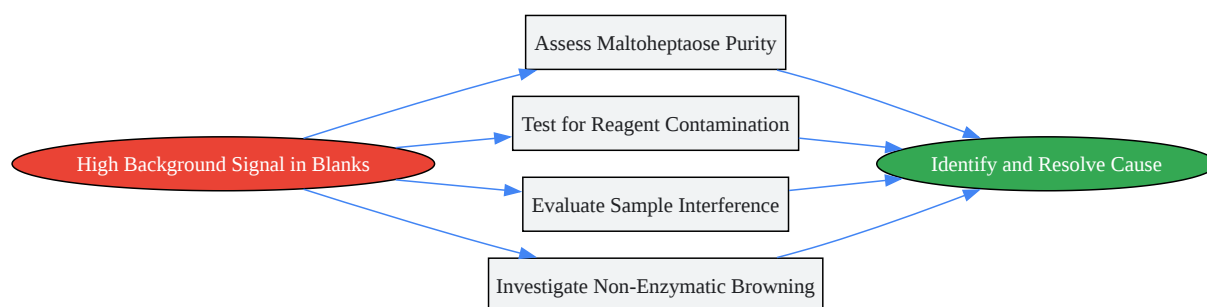 Assess Maltoheptaose Purity
Test for Reagent Contamination
High Background Signal in Blanks
Identify and Resolve Cause
Evaluate Sample Interference
Investigate Non-Enzymatic Browning